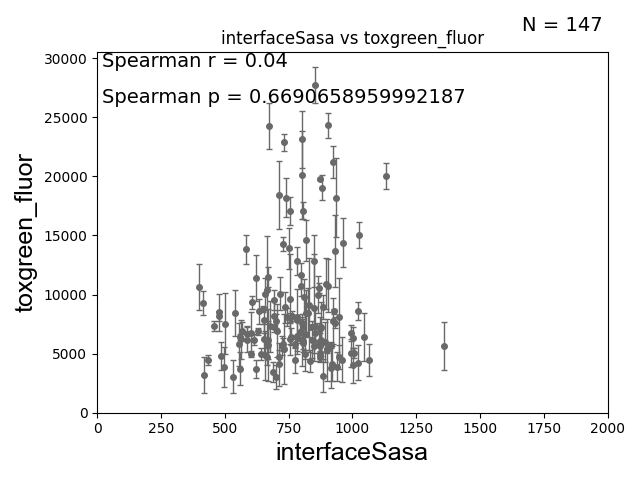 N = 147
interfaceSasa vs toxgreen_fluor
Spearman r = 0.04
Spearman p = 0.6690658959992187
toxgreen_fluor
30000
25000
20000
15000
10000
5000
0
0 250 500 750 1000 1250 1500 1750 2000
interfaceSasa